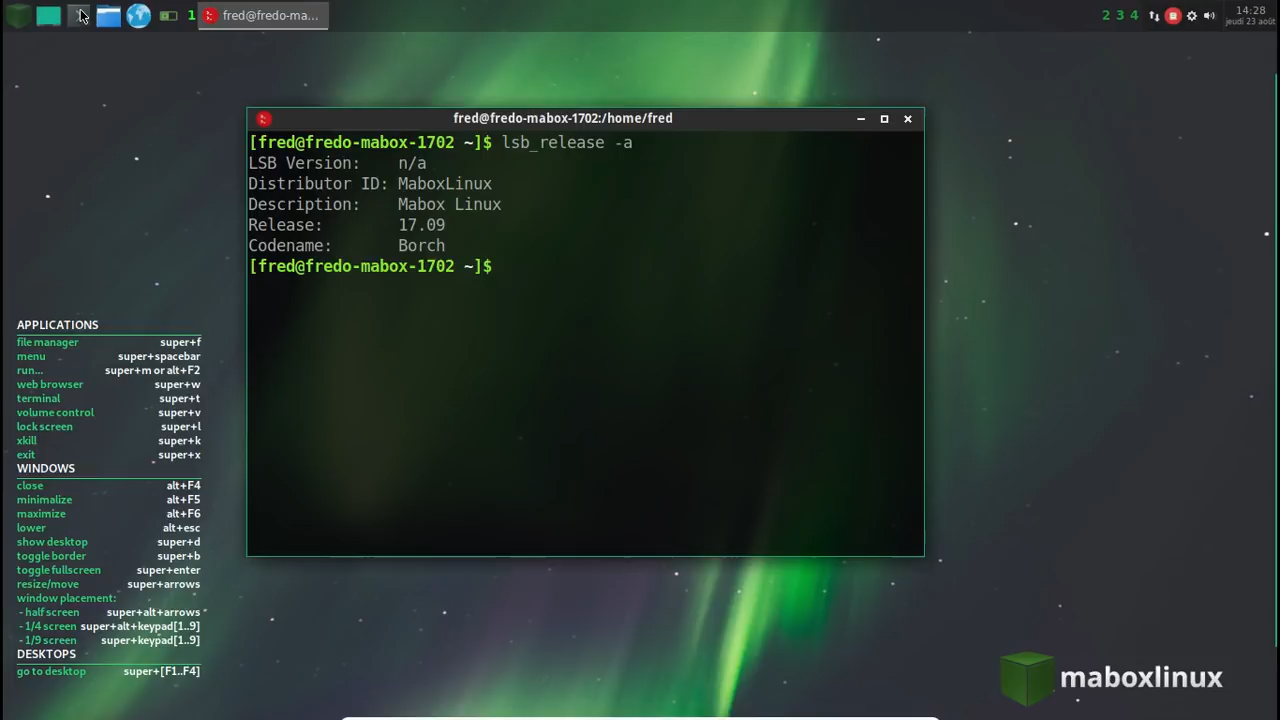 1 fred@fredo-ma... 2 3 4 14:28
jeudi 23 août
fred@fredo-mabox-1702:/home/fred
[fred@fredo-mabox-1702 ~]$ lsb_release -a
LSB Version: n/a
Distributor ID: MaboxLinux
Description: Mabox Linux
Release: 17.09
Codename: Borch
[fred@fredo-mabox-1702 ~]$
APPLICATIONS
file manager super+f
menu super+spacebar
run... super+m or alt+F2
web browser super+w
terminal super+t
volume control super+v
lock screen super+l
xkill super+k
exit super+x
WINDOWS
close alt+F4
minimalize alt+F5
maximize alt+F6
lower alt+esc
show desktop super+d
toggle border super+b
toggle fullscreen super+enter
resize/move super+arrows
window placement:
- half screen super+alt+arrows
- 1/4 screen super+alt+keypad[1..9]
- 1/9 screen super+keypad[1..9]
DESKTOPS
go to desktop super+[F1..F4]
maboxlinux